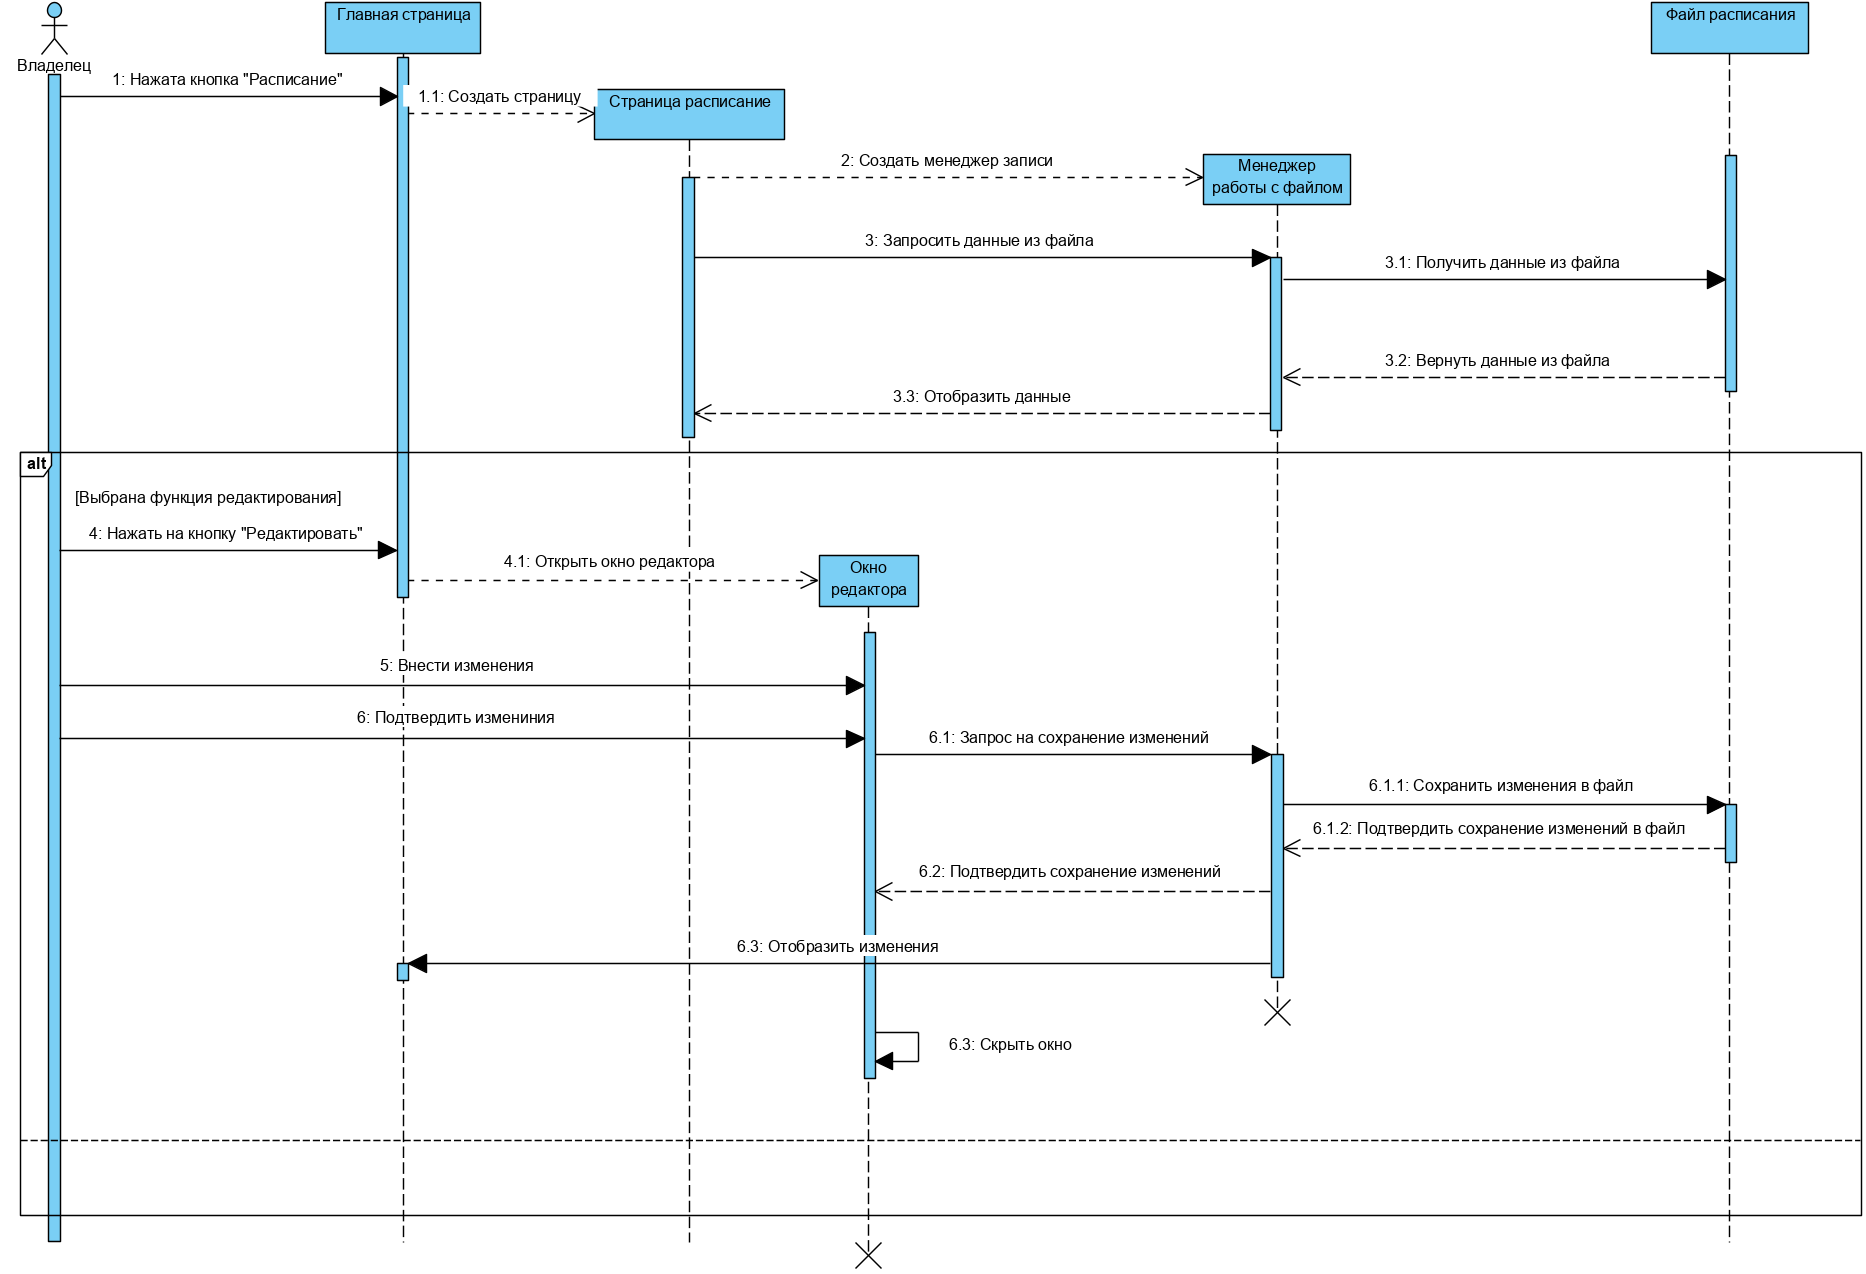 Главная страница
Файл расписания
Владелец
1: Нажата кнопка "Расписание"
1.1: Создать страницу
Страница расписание
2: Создать менеджер записи
Менеджер
работы с файлом
3: Запросить данные из файла
3.1: Получить данные из файла
3.2: Вернуть данные из файла
3.3: Отобразить данные
alt
[Выбрана функция редактирования]
4: Нажать на кнопку "Редактировать"
4.1: Открыть окно редактора
Окно
редактора
5: Внести изменения
6: Подтвердить измениния
6.1: Запрос на сохранение изменений
6.1.1: Сохранить изменения в файл
6.1.2: Подтвердить сохранение изменений в файл
6.2: Подтвердить сохранение изменений
6.3: Отобразить изменения
6.3: Скрыть окно